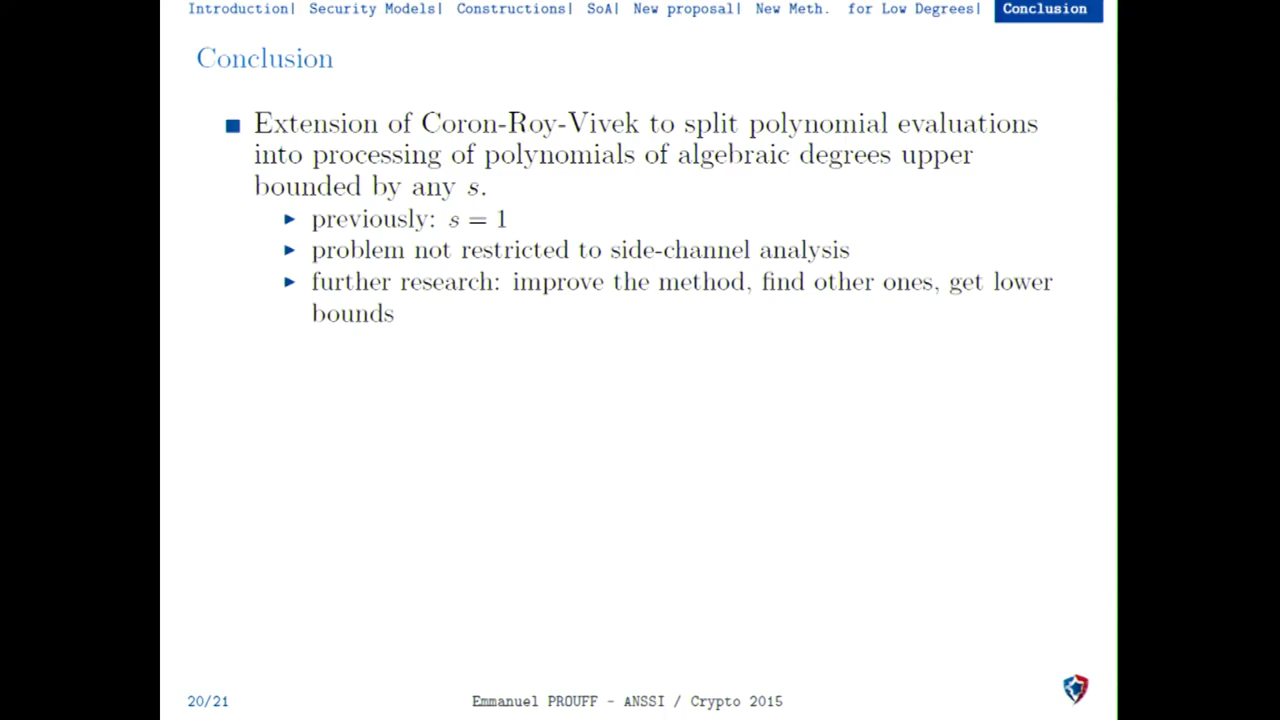 Introduction| Security Models| Constructions| SoA| New proposal| New Meth. for Low Degrees| Conclusion
Conclusion
■ Extension of Coron-Roy-Vivek to split polynomial evaluations
into processing of polynomials of algebraic degrees upper
bounded by any s.
▶ previously: s = 1
▶ problem not restricted to side-channel analysis
▶ further research: improve the method, find other ones, get lower
bounds
20/21 Emmanuel PROUFF - ANSSI / Crypto 2015